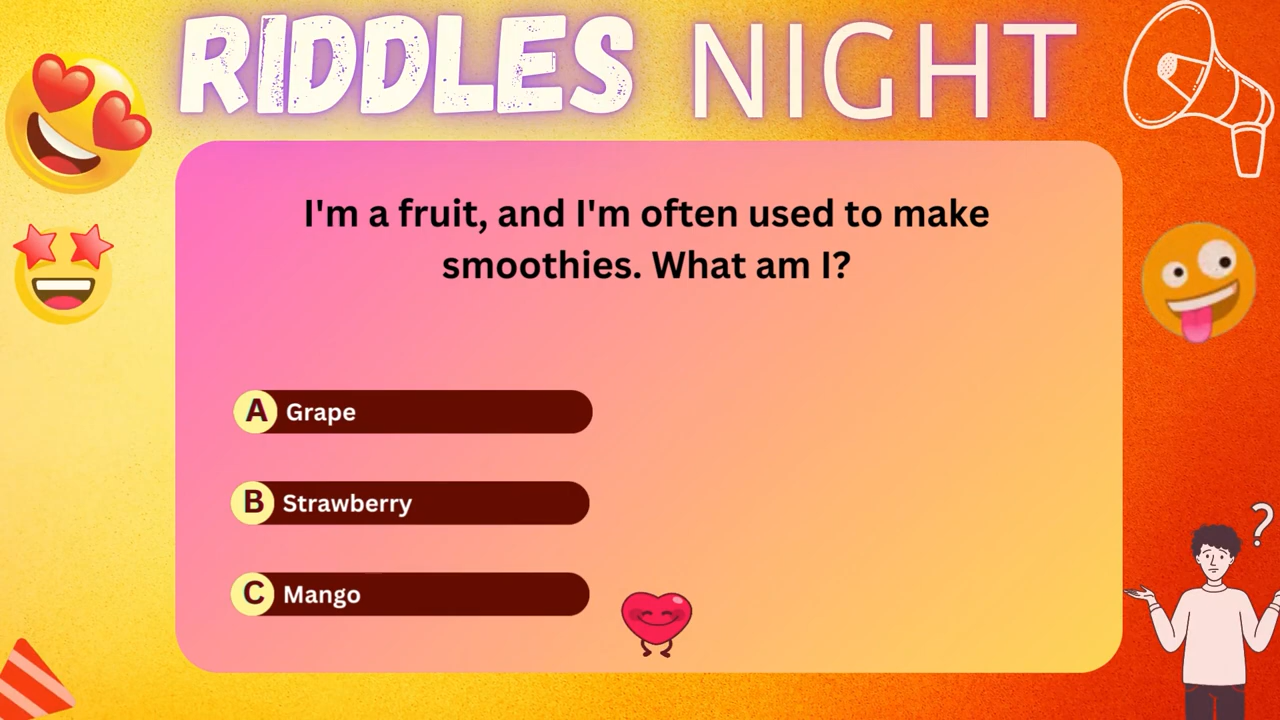 RIDDLES NIGHT
I'm a fruit, and I'm often used to make
smoothies. What am I?
A Grape
B Strawberry
C Mango
?